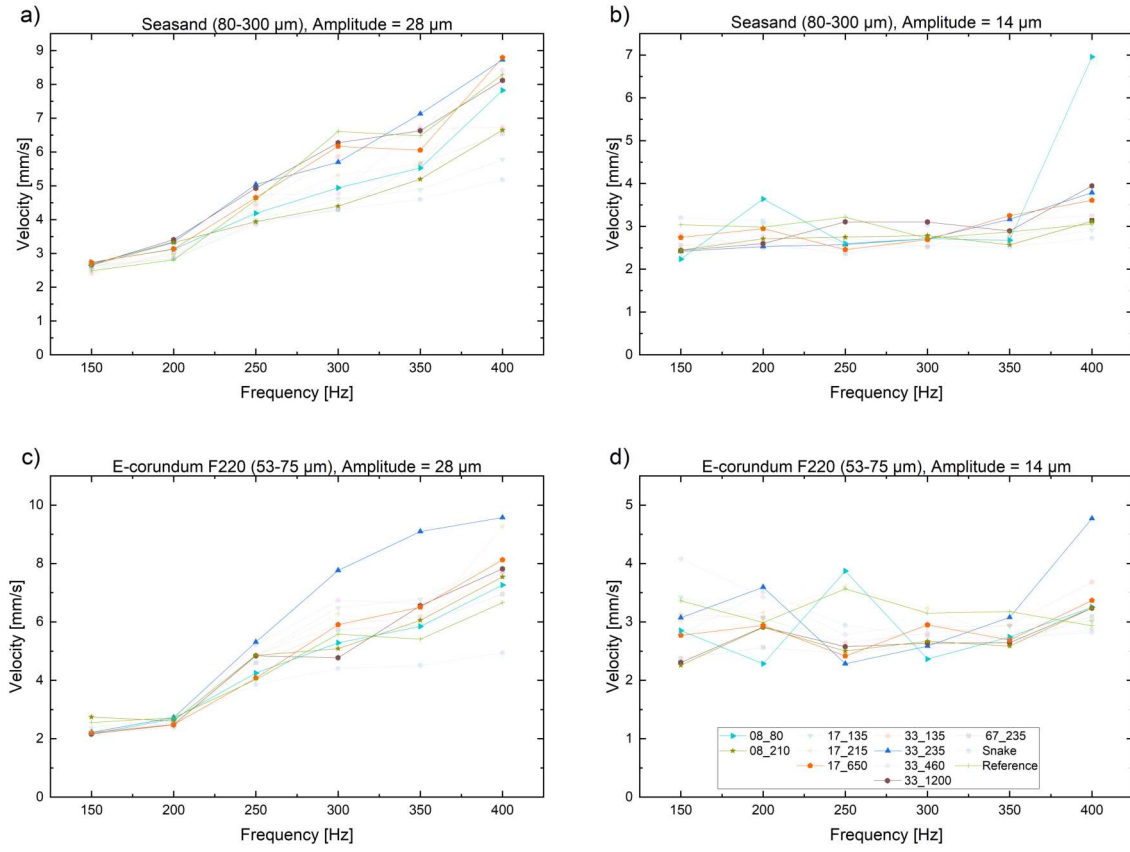 a) Seasand (80-300 µm), Amplitude = 28 µm
9
8
7
6
5
4
3
2
1
0
Velocity [mm/s]
150 200 250 300 350 400
Frequency [Hz]
b) Seasand (80-300 µm), Amplitude = 14 µm
7
6
5
4
3
2
1
0
Velocity [mm/s]
150 200 250 300 350 400
Frequency [Hz]
c) E-corundum F220 (53-75 µm), Amplitude = 28 µm
10
8
6
4
2
0
Velocity [mm/s]
150 200 250 300 350 400
Frequency [Hz]
d) E-corundum F220 (53-75 µm), Amplitude = 14 µm
5
4
3
2
1
0
Velocity [mm/s]
08_80 17_135 33_135 67_235
08_210 17_215 33_235 Snake
17_650 33_460 Reference
33_1200
150 200 250 300 350 400
Frequency [Hz]